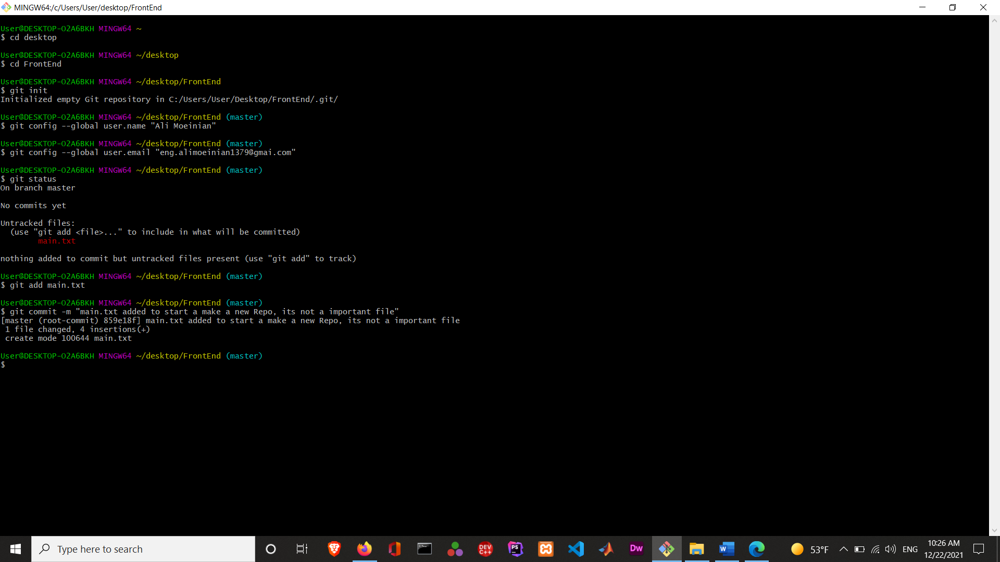 MINGW64:/c/Users/User/desktop/FrontEnd
User@DESKTOP-O2A6BKH MINGW64 ~
$ cd desktop
User@DESKTOP-O2A6BKH MINGW64 ~/desktop
$ cd FrontEnd
User@DESKTOP-O2A6BKH MINGW64 ~/desktop/FrontEnd
$ git init
Initialized empty Git repository in C:/Users/User/Desktop/FrontEnd/.git/
User@DESKTOP-O2A6BKH MINGW64 ~/desktop/FrontEnd (master)
$ git config --global user.name "Ali Moeinian"
User@DESKTOP-O2A6BKH MINGW64 ~/desktop/FrontEnd (master)
$ git config --global user.email "eng.alimoeinian1379@gmai.com"
User@DESKTOP-O2A6BKH MINGW64 ~/desktop/FrontEnd (master)
$ git status
On branch master
No commits yet
Untracked files:
(use "git add <file>..." to include in what will be committed)
main.txt
nothing added to commit but untracked files present (use "git add" to track)
User@DESKTOP-O2A6BKH MINGW64 ~/desktop/FrontEnd (master)
$ git add main.txt
User@DESKTOP-O2A6BKH MINGW64 ~/desktop/FrontEnd (master)
$ git commit -m "main.txt added to start a make a new Repo, its not a important file"
[master (root-commit) 859e18f] main.txt added to start a make a new Repo, its not a important file
1 file changed, 4 insertions(+)
create mode 100644 main.txt
User@DESKTOP-O2A6BKH MINGW64 ~/desktop/FrontEnd (master)
$
Type here to search
DEV C++
PS
Dw
W
53°F
ENG
10:26 AM
12/22/2021